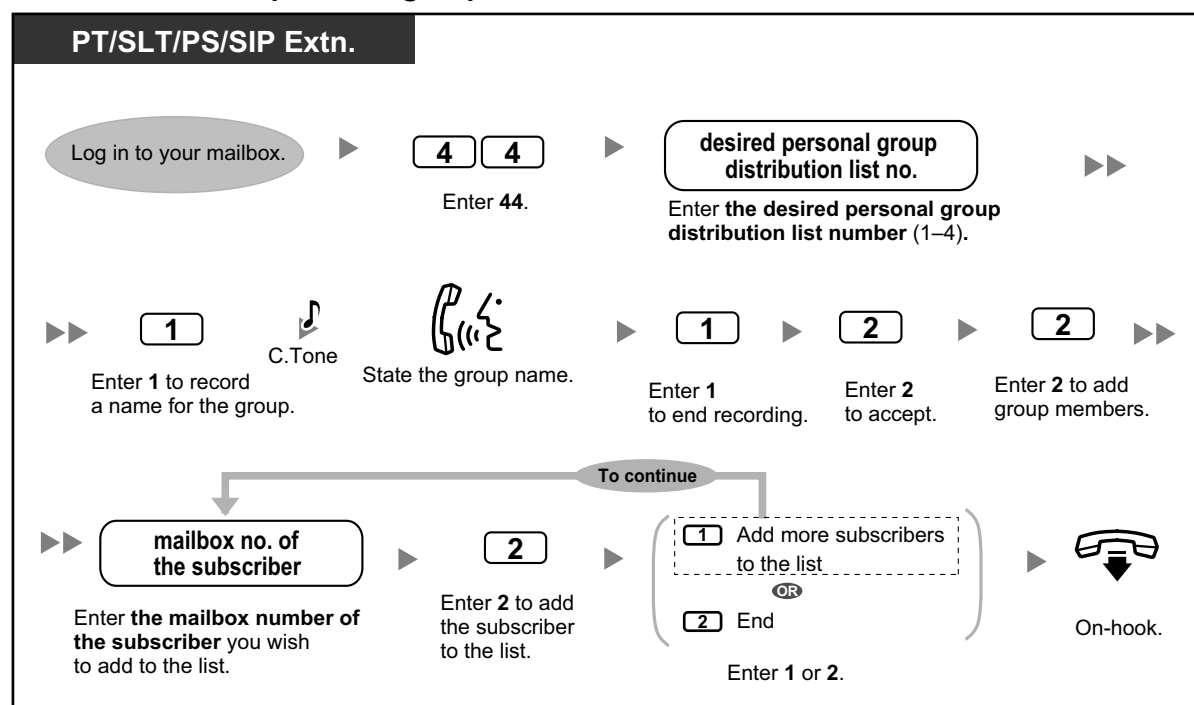 PT/SLT/PS/SIP Extn.
Log in to your mailbox.
4 4
Enter 44.
desired personal group
distribution list no.
Enter the desired personal group
distribution list number (1–4).
1
Enter 1 to record
a name for the group.
C.Tone
State the group name.
1
Enter 1
to end recording.
2
Enter 2
to accept.
2
Enter 2 to add
group members.
To continue
mailbox no. of
the subscriber
Enter the mailbox number of
the subscriber you wish
to add to the list.
2
Enter 2 to add
the subscriber
to the list.
1 Add more subscribers
to the list
OR
2 End
Enter 1 or 2.
On-hook.